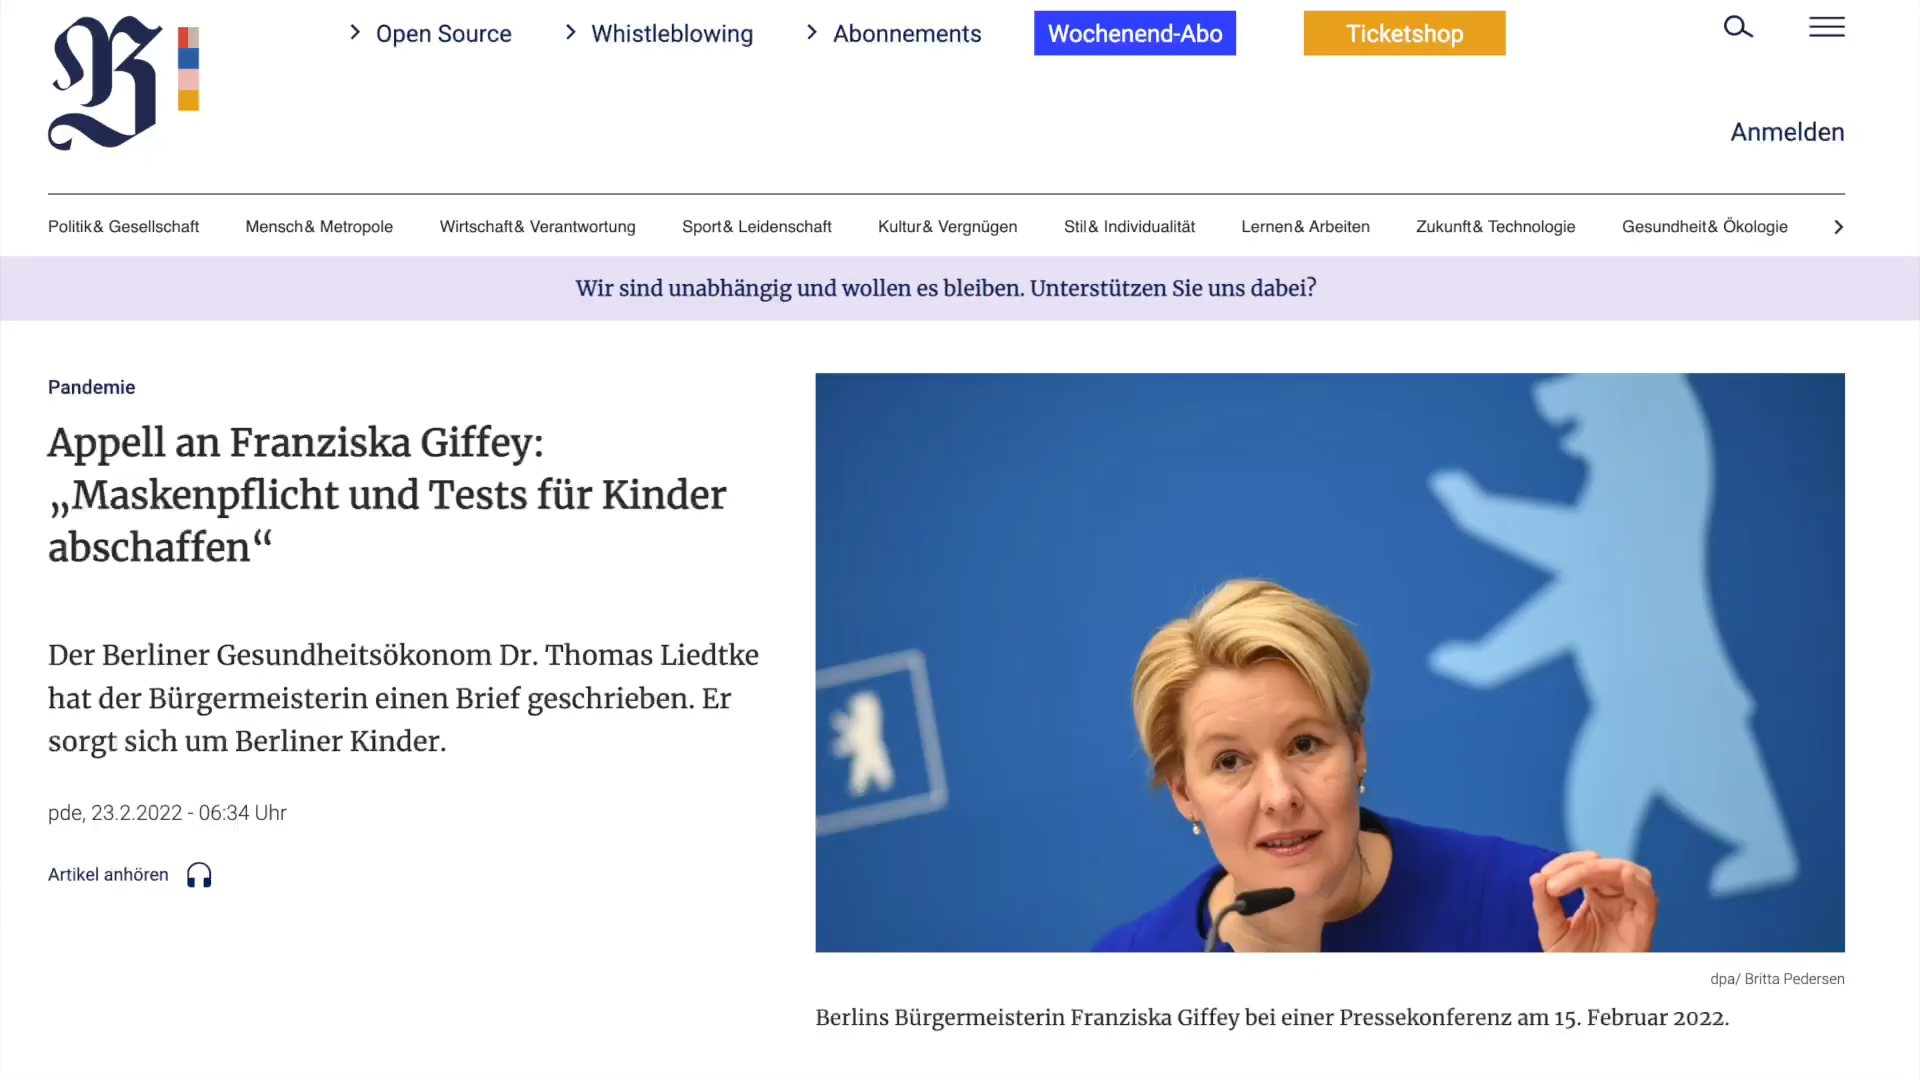 Open Source
Whistleblowing
Abonnements
Wochenend-Abo
Ticketshop
Anmelden
Politik& Gesellschaft
Mensch& Metropole
Wirtschaft& Verantwortung
Sport& Leidenschaft
Kultur& Vergnügen
Stil& Individualität
Lernen& Arbeiten
Zukunft& Technologie
Gesundheit& Ökologie
Wir sind unabhängig und wollen es bleiben. Unterstützen Sie uns dabei?
Pandemie
Appell an Franziska Giffey:
„Maskenpflicht und Tests für Kinder
abschaffen“
Der Berliner Gesundheitsökonom Dr. Thomas Liedtke
hat der Bürgermeisterin einen Brief geschrieben. Er
sorgt sich um Berliner Kinder.
pde, 23.2.2022 - 06:34 Uhr
Artikel anhören
dpa/ Britta Pedersen
Berlins Bürgermeisterin Franziska Giffey bei einer Pressekonferenz am 15. Februar 2022.